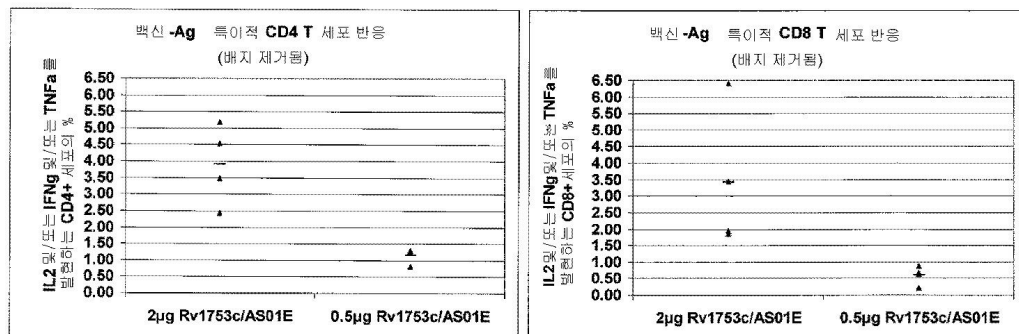 백신 -Ag 특이적 CD4 T 세포 반응
(배지 제거됨)
IL2 및/또는 IFNg 및/또는 TNFa를
발현하는 CD4+ 세포의 %
6.50
6.00
5.50
5.00
4.50
4.00
3.50
3.00
2.50
2.00
1.50
1.00
0.50
0.00
2µg Rv1753c/AS01E
0.5µg Rv1753c/AS01E
백신 -Ag 특이적 CD8 T 세포 반응
(배지 제거됨)
IL2 및/또는 IFNg 및/또는 TNFa를
발현하는 CD8+ 세포의 %
6.50
6.00
5.50
5.00
4.50
4.00
3.50
3.00
2.50
2.00
1.50
1.00
0.50
0.00
2µg Rv1753c/AS01E
0.5µg Rv1753c/AS01E